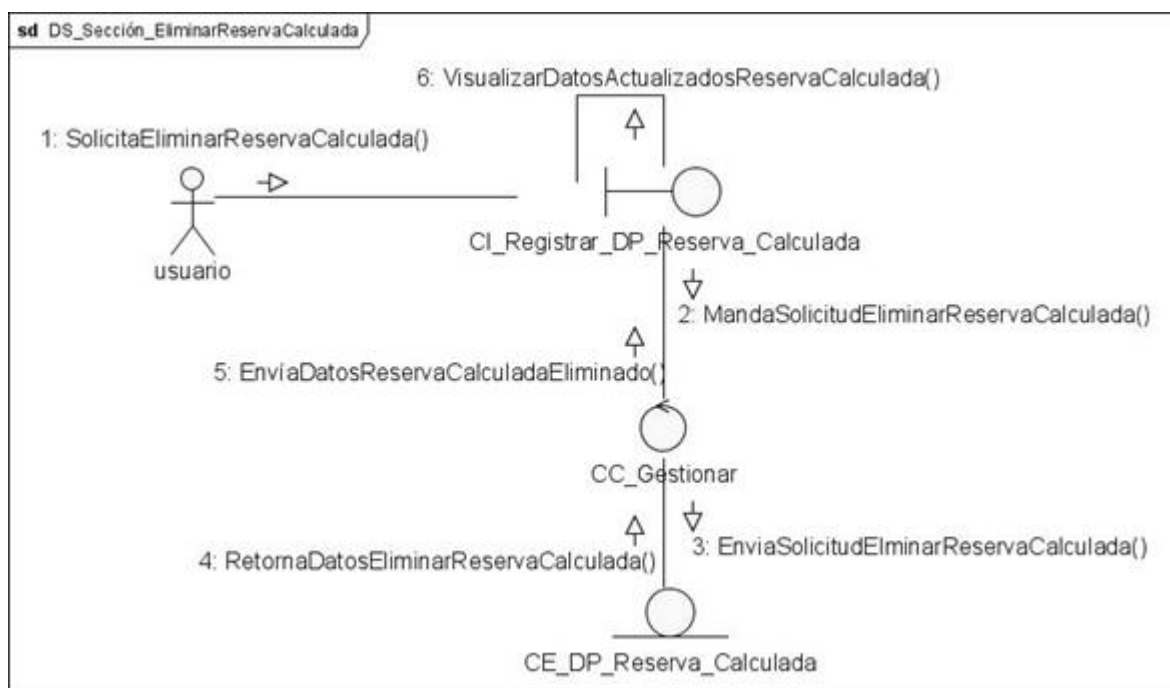 sd DS_Sección_EliminarReservaCalculada
6: VisualizarDatosActualizadosReservaCalculada()
1: SolicitaEliminarReservaCalculada()
CI_Registrar_DP_Reserva_Calculada
usuario
2: MandaSolicitudEliminarReservaCalculada()
5: EnvíaDatosReservaCalculadaEliminado()
CC_Gestionar
3: EnviaSolicitudElminarReservaCalculada()
4: RetornaDatosEliminarReservaCalculada()
CE_DP_Reserva_Calculada